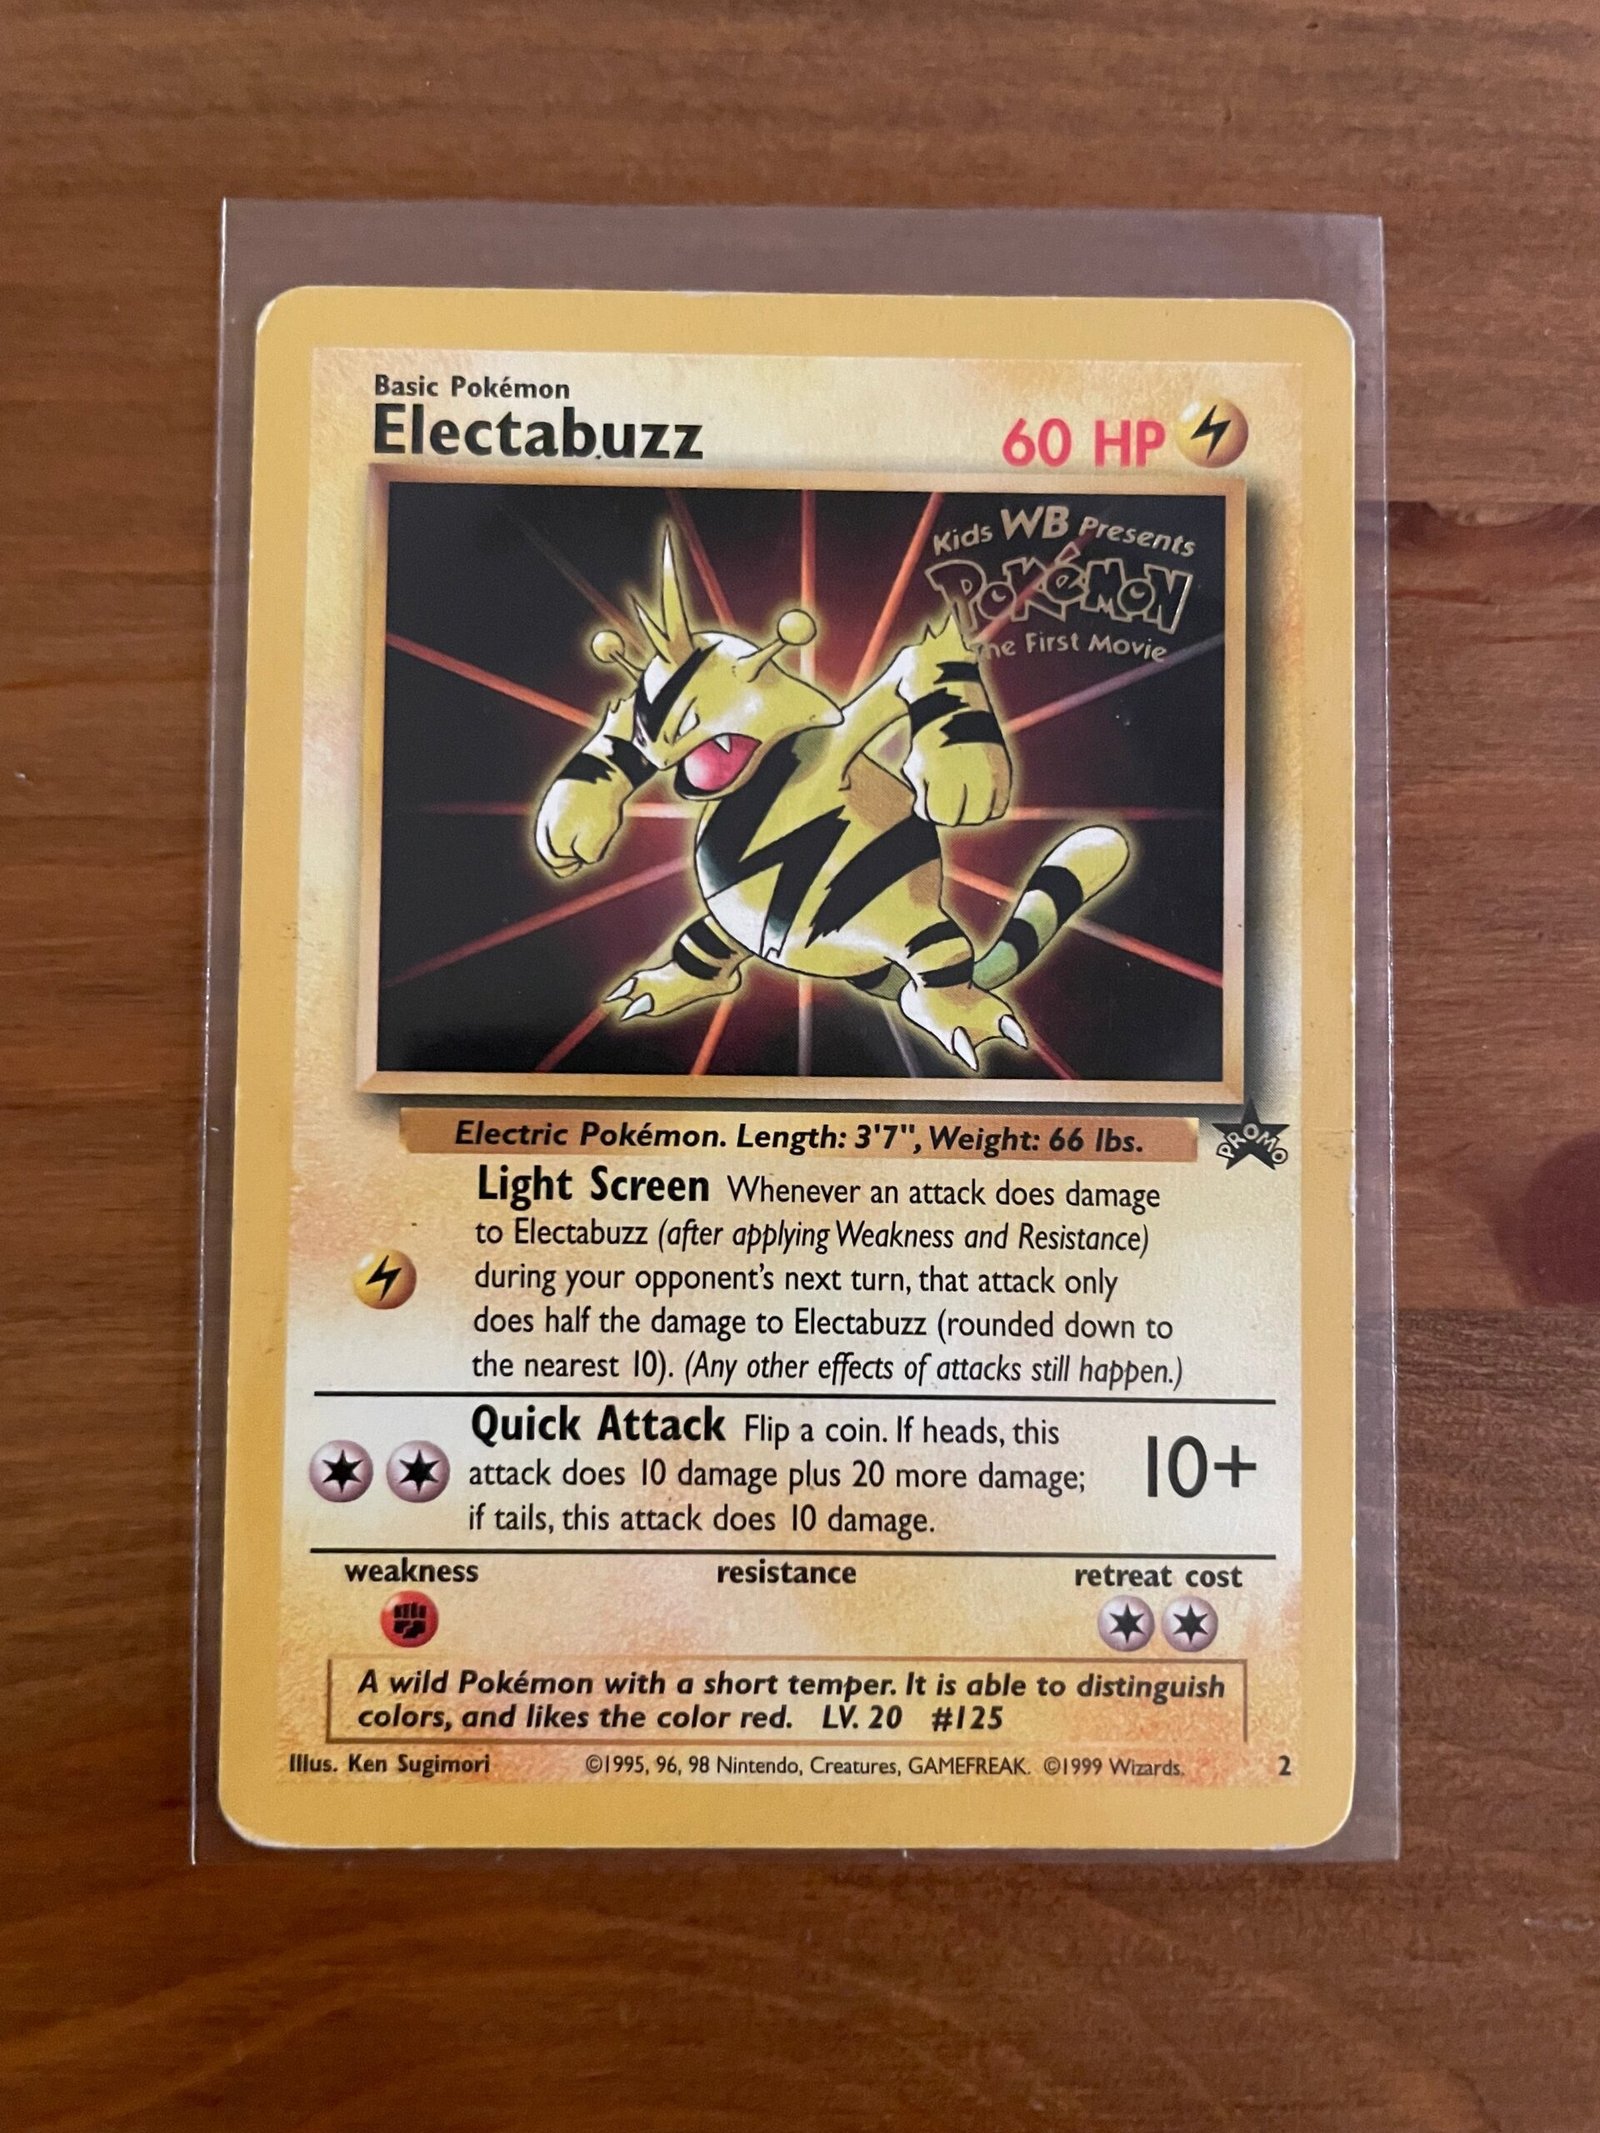 Basic Pokémon
Electabuzz
60 HP
Kids WB Presents
POKéMON
The First Movie
Electric Pokémon. Length: 3'7", Weight: 66 lbs.
PROMO
Light Screen Whenever an attack does damage
to Electabuzz (after applying Weakness and Resistance)
during your opponent's next turn, that attack only
does half the damage to Electabuzz (rounded down to
the nearest 10). (Any other effects of attacks still happen.)
Quick Attack Flip a coin. If heads, this
attack does 10 damage plus 20 more damage;
if tails, this attack does 10 damage.
10+
weakness resistance retreat cost
A wild Pokémon with a short temper. It is able to distinguish
colors, and likes the color red. LV. 20 #125
Illus. Ken Sugimori ©1995, 96, 98 Nintendo, Creatures, GAMEFREAK. ©1999 Wizards. 2